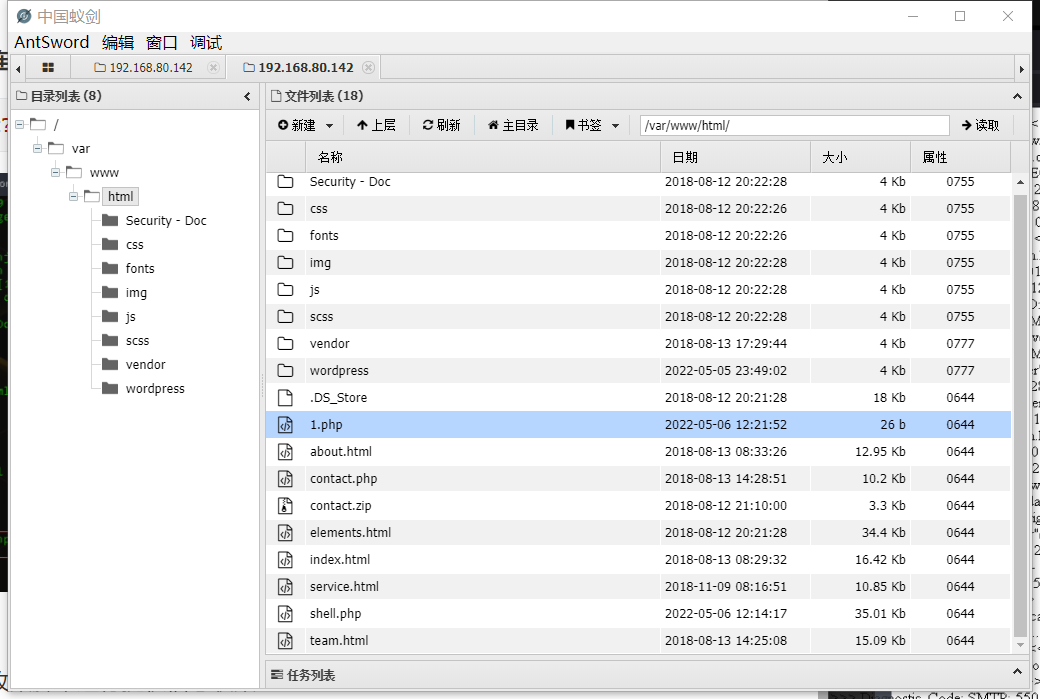 中国蚁剑
AntSword 编辑 窗口 调试
192.168.80.142 192.168.80.142
目录列表 (8)
/
var
www
html
Security - Doc
css
fonts
img
js
scss
vendor
wordpress
文件列表 (18)
新建 上层 刷新 主目录 书签 /var/www/html/ 读取
名称 日期 大小 属性
Security - Doc 2018-08-12 20:22:28 4 Kb 0755
css 2018-08-12 20:22:26 4 Kb 0755
fonts 2018-08-12 20:22:26 4 Kb 0755
img 2018-08-12 20:22:28 4 Kb 0755
js 2018-08-12 20:22:28 4 Kb 0755
scss 2018-08-12 20:22:28 4 Kb 0755
vendor 2018-08-13 17:29:44 4 Kb 0777
wordpress 2022-05-05 23:49:02 4 Kb 0777
.DS_Store 2018-08-12 20:21:28 18 Kb 0644
1.php 2022-05-06 12:21:52 26 b 0644
about.html 2018-08-13 08:33:26 12.95 Kb 0644
contact.php 2018-08-13 14:28:51 10.2 Kb 0644
contact.zip 2018-08-12 21:10:00 3.3 Kb 0644
elements.html 2018-08-12 20:21:28 34.4 Kb 0644
index.html 2018-08-13 08:29:32 16.42 Kb 0644
service.html 2018-11-09 08:16:51 10.85 Kb 0644
shell.php 2022-05-06 12:14:17 35.01 Kb 0644
team.html 2018-08-13 14:25:08 15.09 Kb 0644
任务列表